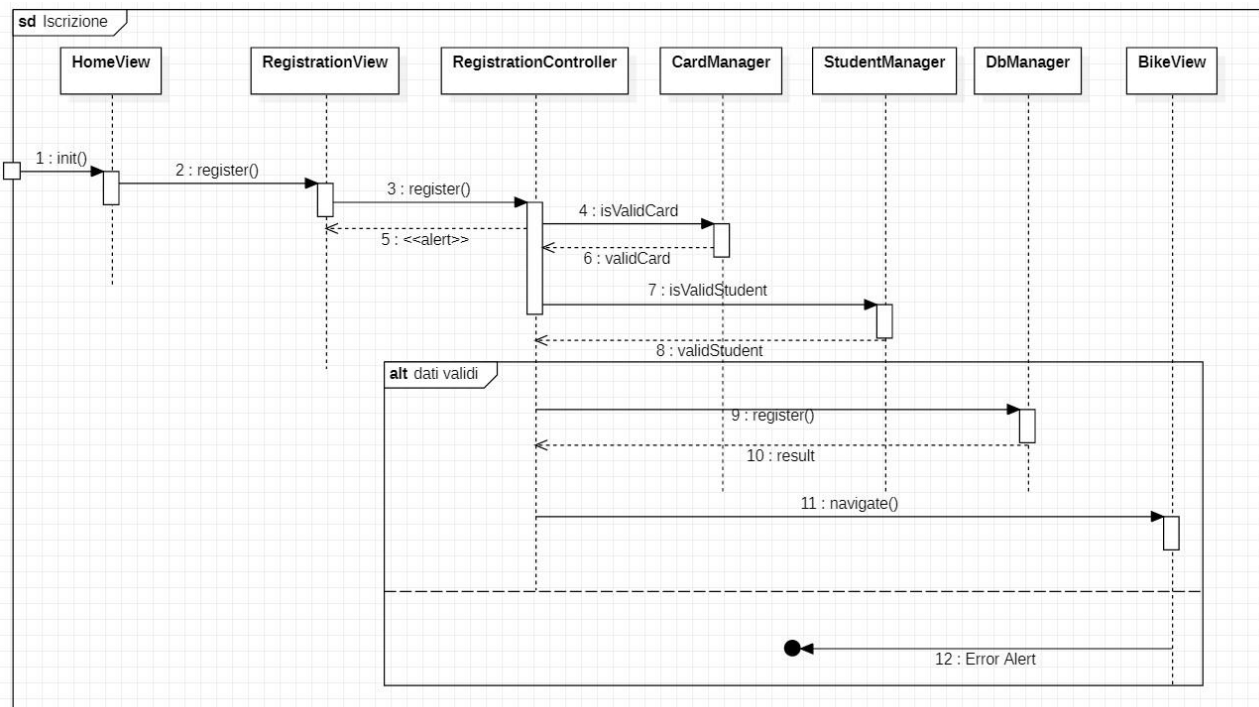 sd Iscrizione
HomeView
RegistrationView
RegistrationController
CardManager
StudentManager
DbManager
BikeView
1 : init()
2 : register()
3 : register()
4 : isValidCard
5 : <<alert>>
6 : validCard
7 : isValidStudent
8 : validStudent
alt dati validi
9 : register()
10 : result
11 : navigate()
12 : Error Alert